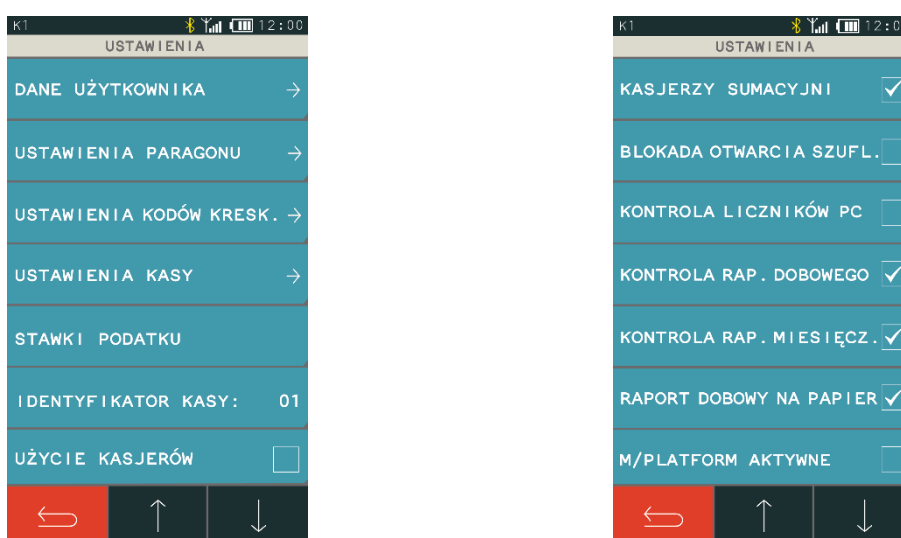 K1 12:00
USTAWIENIA
DANE UŻYTKOWNIKA
USTAWIENIA PARAGONU
USTAWIENIA KODÓW KRESK.
USTAWIENIA KASY
STAWKI PODATKU
IDENTYFIKATOR KASY: 01
UŻYCIE KASJERÓW
K1 12:0
USTAWIENIA
KASJERZY SUMACYJNI
BLOKADA OTWARCIA SZUFL.
KONTROLA LICZNIKÓW PC
KONTROLA RAP. DOBOWEGO
KONTROLA RAP. MIESIĘCZ.
RAPORT DOBOWY NA PAPIER
M/PLATFORM AKTYWNE